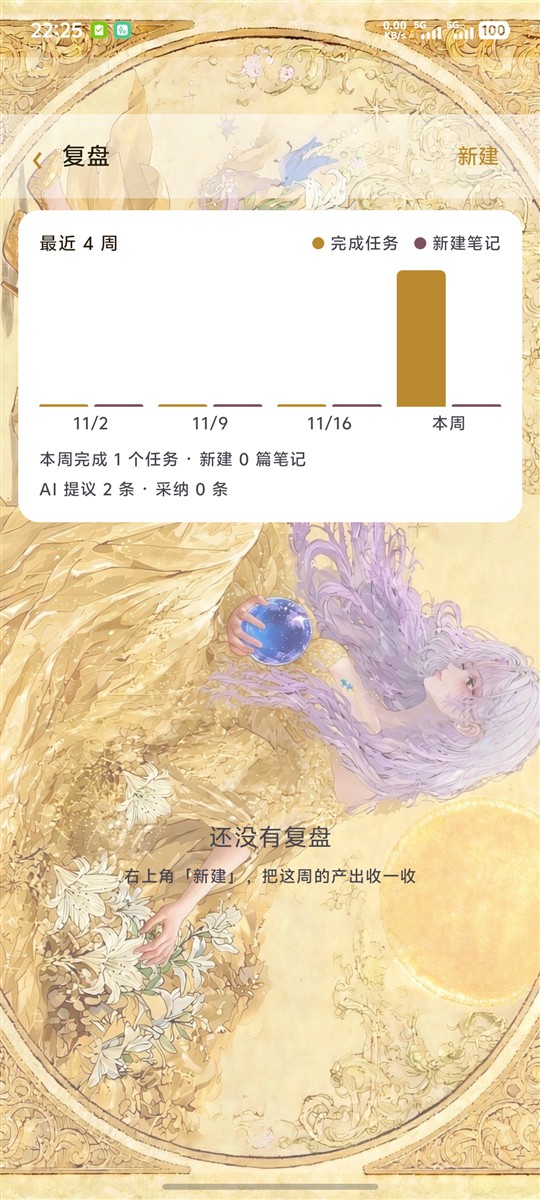 22:25
0.00 KB/s 5G 5G 100
复盘
新建
最近 4 周
完成任务 新建笔记
11/2 11/9 11/16 本周
本周完成 1 个任务 · 新建 0 篇笔记
AI 提议 2 条 · 采纳 0 条
还没有复盘
右上角「新建」，把这周的产出收一收